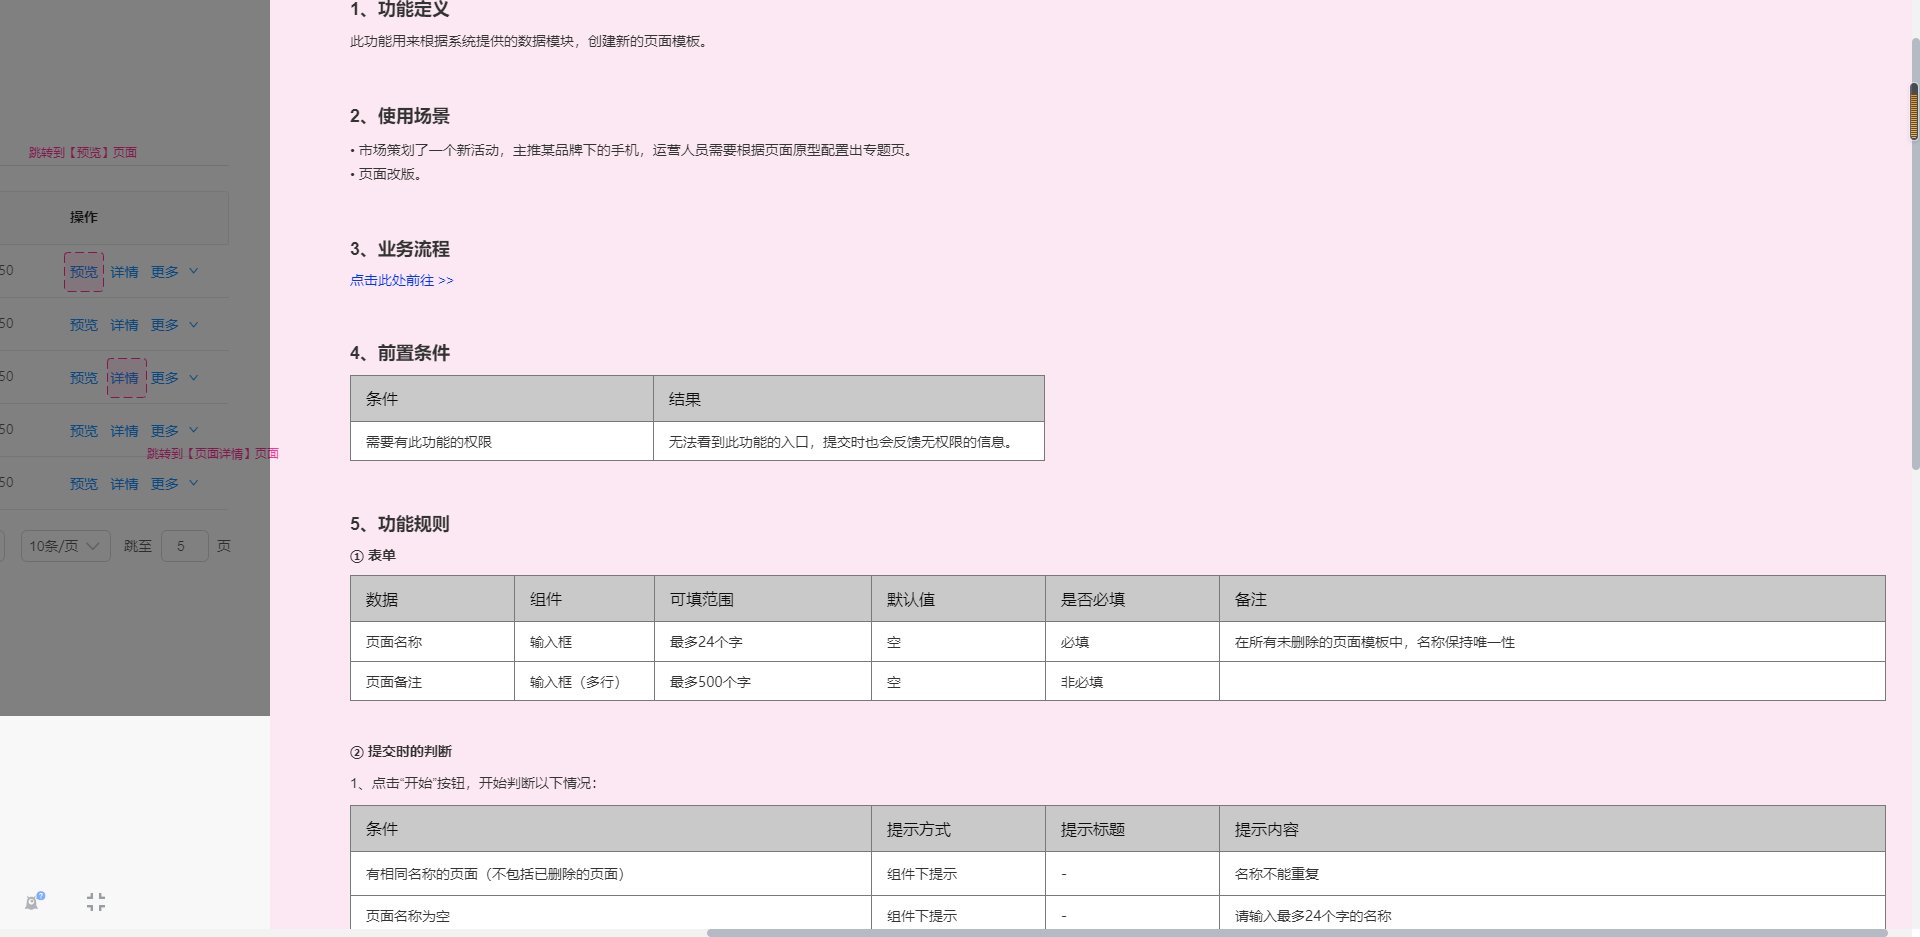 跳转到【预览】页面
操作
50 预览 详情 更多
50 预览 详情 更多
50 预览 详情 更多
50 预览 详情 更多
跳转到【页面详情】页面
50 预览 详情 更多
10条/页 跳至 5 页
1、功能定义
此功能用来根据系统提供的数据模块，创建新的页面模板。
2、使用场景
• 市场策划了一个新活动，主推某品牌下的手机，运营人员需要根据页面原型配置出专题页。
• 页面改版。
3、业务流程
点击此处前往 >>
4、前置条件
条件 结果
需要有此功能的权限 无法看到此功能的入口，提交时也会反馈无权限的信息。
5、功能规则
① 表单
数据 组件 可填范围 默认值 是否必填 备注
页面名称 输入框 最多24个字 空 必填 在所有未删除的页面模板中，名称保持唯一性
页面备注 输入框（多行） 最多500个字 空 非必填
② 提交时的判断
1、点击“开始”按钮，开始判断以下情况：
条件 提示方式 提示标题 提示内容
有相同名称的页面（不包括已删除的页面） 组件下提示 - 名称不能重复
页面名称为空 组件下提示 - 请输入最多24个字的名称